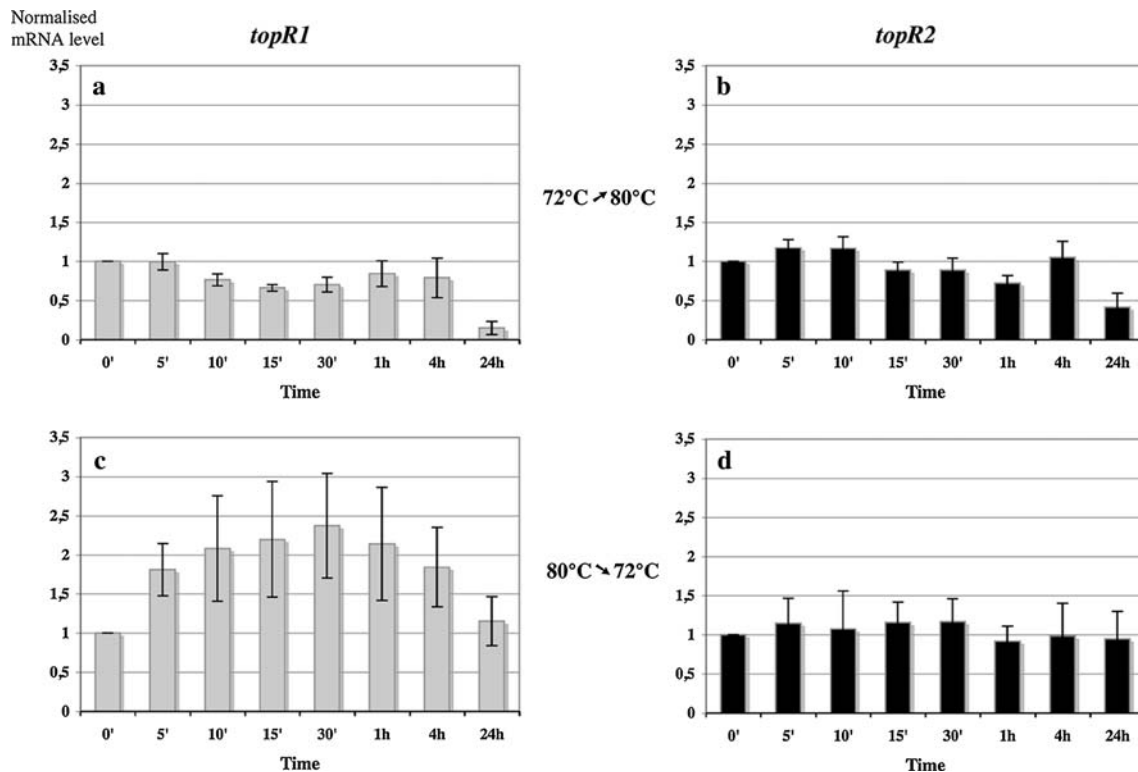 Normalised
mRNA level
topR1
topR2
a
3,5
3
2,5
2
1,5
1
0,5
0
0' 5' 10' 15' 30' 1h 4h 24h
Time
72°C ➚ 80°C
b
3,5
3
2,5
2
1,5
1
0,5
0
0' 5' 10' 15' 30' 1h 4h 24h
Time
c
3,5
3
2,5
2
1,5
1
0,5
0
0' 5' 10' 15' 30' 1h 4h 24h
Time
80°C ➘ 72°C
d
3,5
3
2,5
2
1,5
1
0,5
0
0' 5' 10' 15' 30' 1h 4h 24h
Time